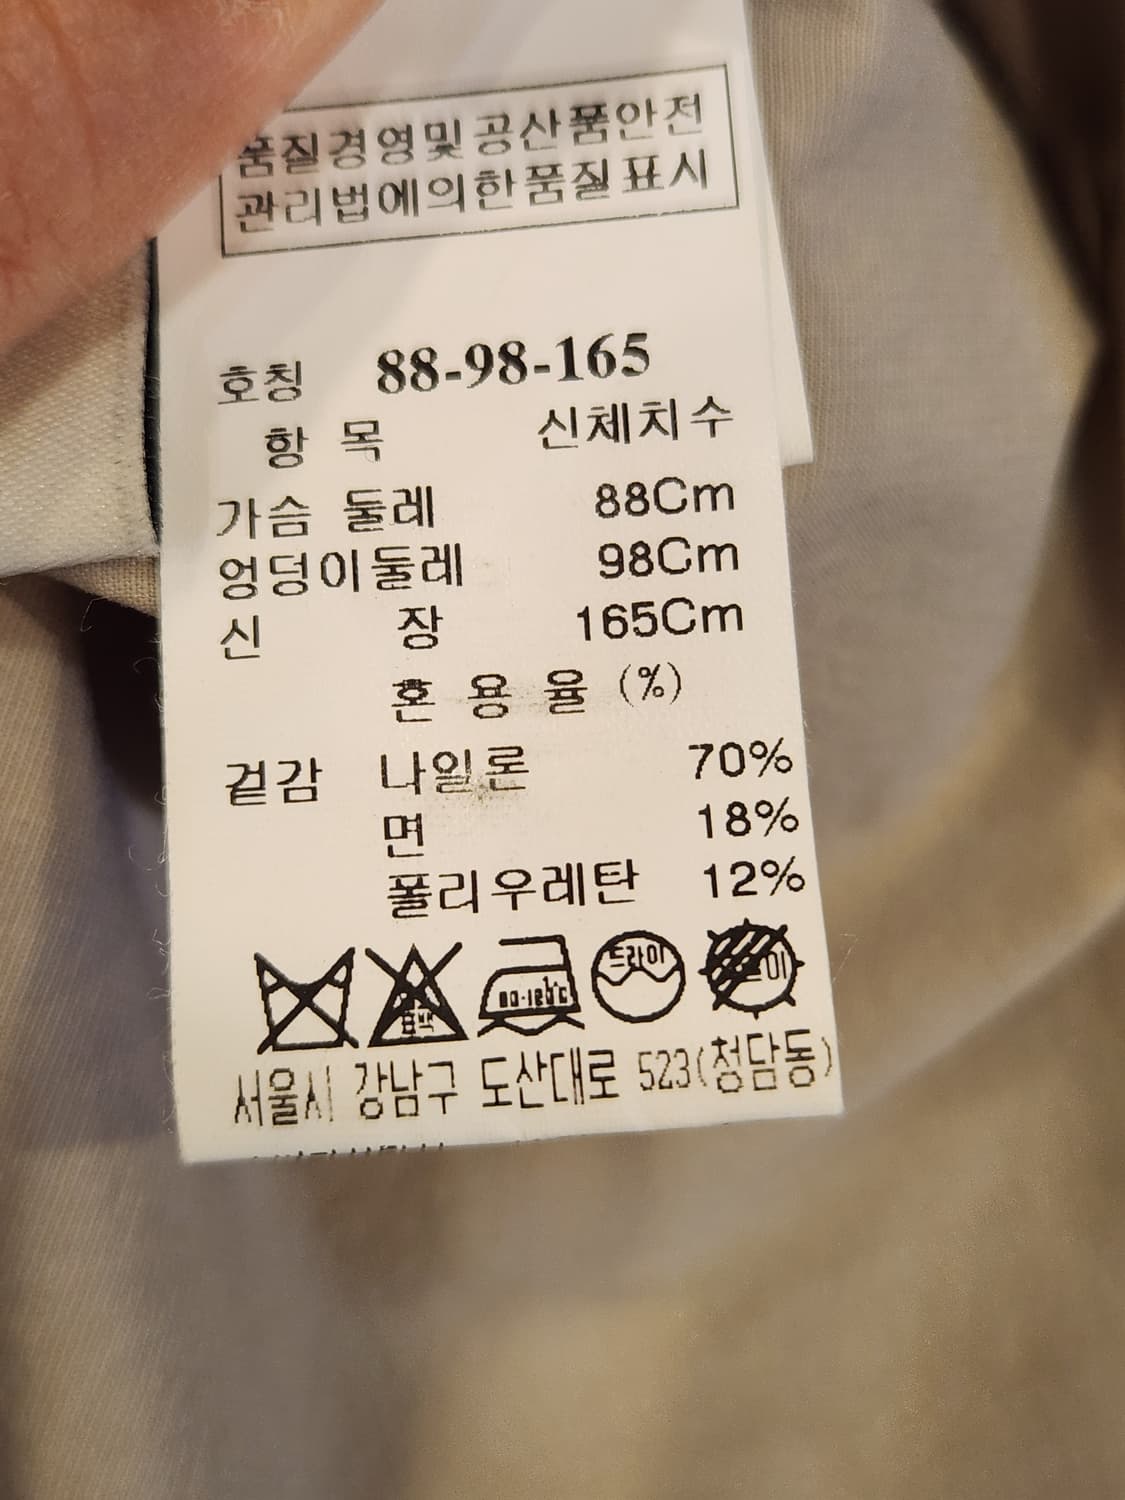 품질경영및공산품안전
관리법에의한품질표시
호칭 88-98-165
항 목 신체치수
가슴 둘레 88Cm
엉덩이둘레 98Cm
신 장 165Cm
혼 용 율 (%)
겉감 나일론 70%
면 18%
폴리우레탄 12%
표백 드라이
서울시 강남구 도산대로 523(청담동)